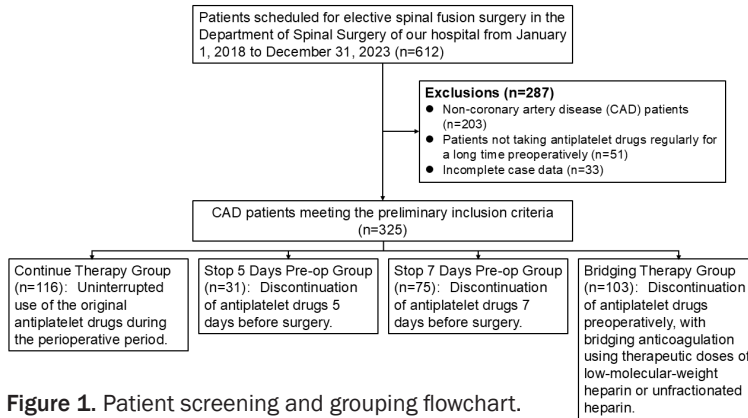 Patients scheduled for elective spinal fusion surgery in the
Department of Spinal Surgery of our hospital from January
1, 2018 to December 31, 2023 (n=612)
Exclusions (n=287)
● Non-coronary artery disease (CAD) patients
(n=203)
● Patients not taking antiplatelet drugs regularly for
a long time preoperatively (n=51)
● Incomplete case data (n=33)
CAD patients meeting the preliminary inclusion criteria
(n=325)
Continue Therapy Group
(n=116): Uninterrupted
use of the original
antiplatelet drugs during
the perioperative period.
Stop 5 Days Pre-op Group
(n=31): Discontinuation
of antiplatelet drugs 5
days before surgery.
Stop 7 Days Pre-op Group
(n=75): Discontinuation
of antiplatelet drugs 7
days before surgery.
Bridging Therapy Group
(n=103): Discontinuation
of antiplatelet drugs
preoperatively, with
bridging anticoagulation
using therapeutic doses of
low-molecular-weight
heparin or unfractionated
heparin.
Figure 1. Patient screening and grouping flowchart.